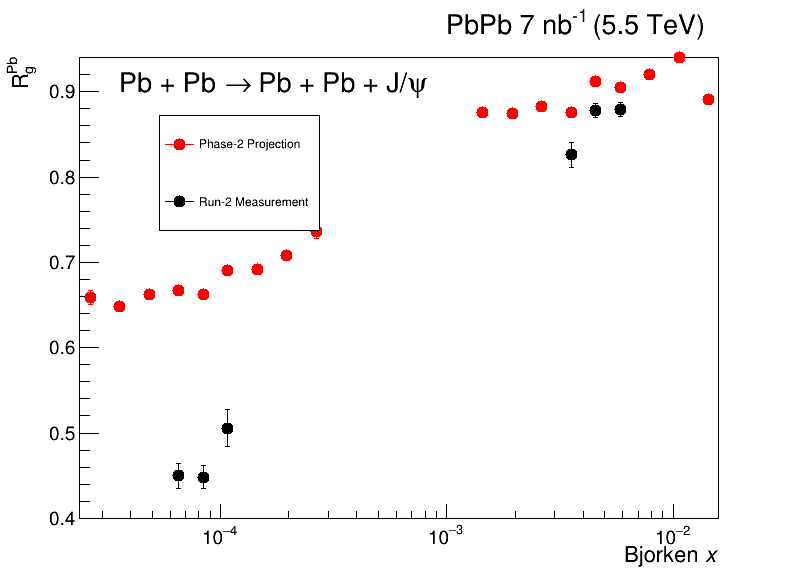 PbPb 7 nb⁻¹ (5.5 TeV)
R_g^Pb
Pb + Pb → Pb + Pb + J/ψ
Phase-2 Projection
Run-2 Measurement
0.9
0.8
0.7
0.6
0.5
0.4
10⁻⁴
10⁻³
10⁻²
Bjorken x